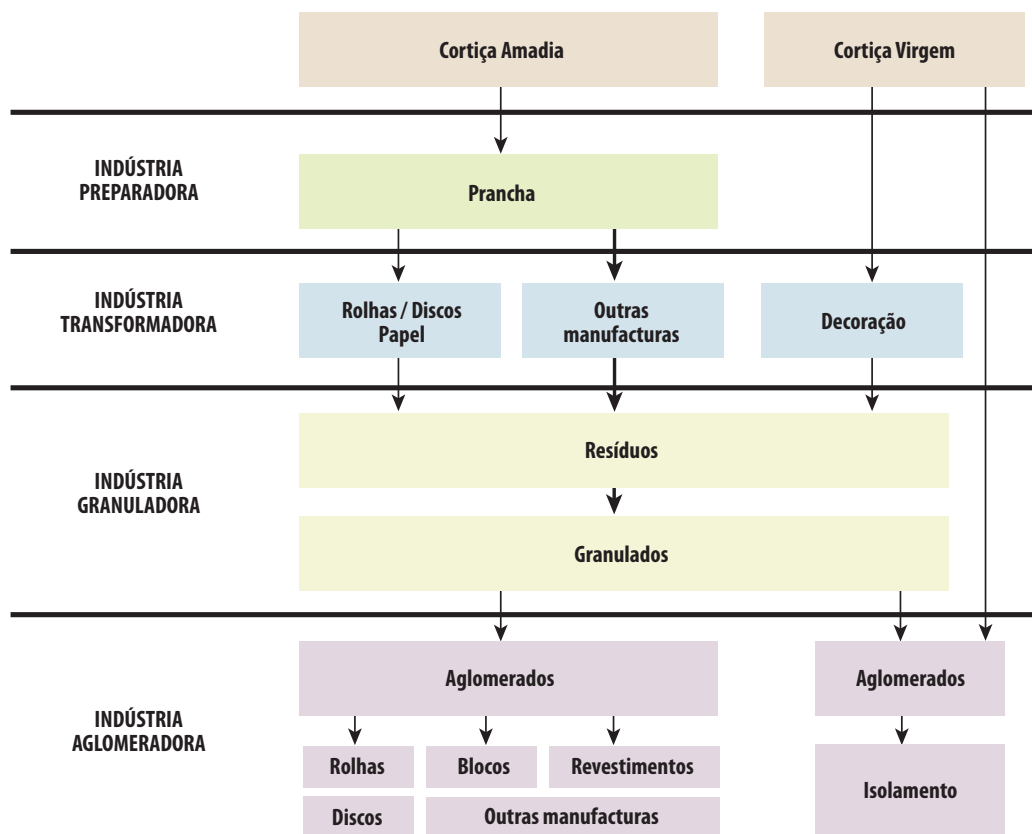 Cortiça Amadia
Cortiça Virgem
INDÚSTRIA
PREPARADORA
Prancha
INDÚSTRIA
TRANSFORMADORA
Rolhas / Discos
Papel
Outras
manufacturas
Decoração
INDÚSTRIA
GRANULADORA
Resíduos
Granulados
INDÚSTRIA
AGLOMERADORA
Aglomerados
Aglomerados
Rolhas
Blocos
Revestimentos
Isolamento
Discos
Outras manufacturas